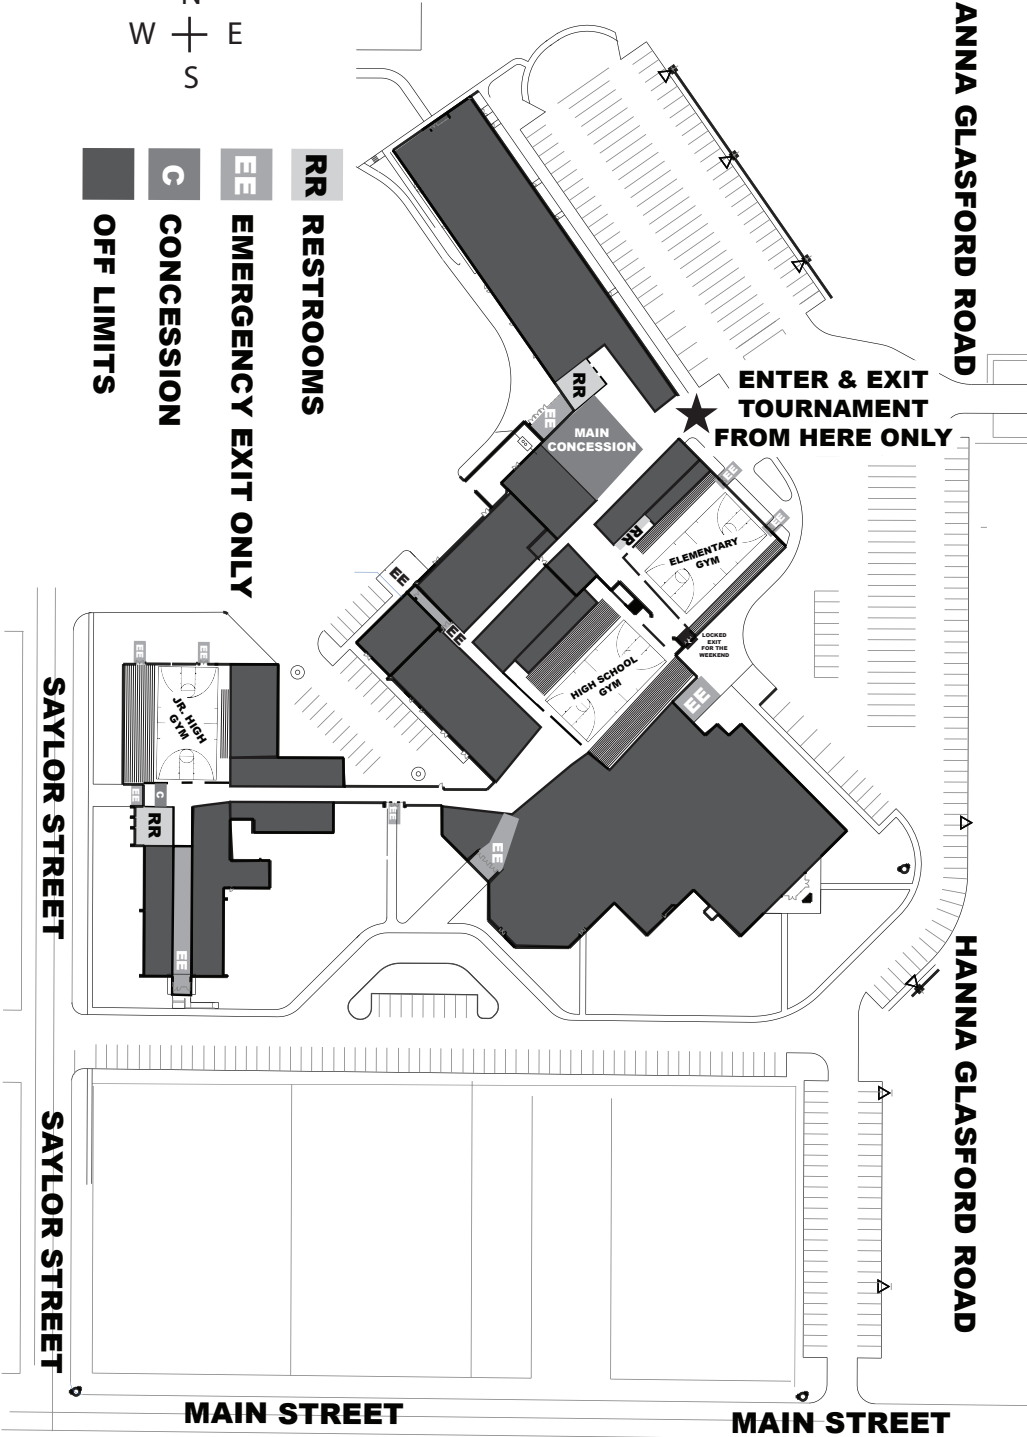 N
W E
S
ANNA GLASFORD ROAD
RR RESTROOMS
EE EMERGENCY EXIT ONLY
C CONCESSION
OFF LIMITS
ENTER & EXIT
TOURNAMENT
FROM HERE ONLY
RR
EE
MAIN
CONCESSION
EE
EE
RR
ELEMENTARY
GYM
EE
EE
LOCKED
EXIT
FOR THE
WEEKEND
HIGH SCHOOL
GYM
EE
EE
EE
JR. HIGH
GYM
EE
C
RR
EE
EE
EE
SAYLOR STREET
HANNA GLASFORD ROAD
SAYLOR STREET
MAIN STREET
MAIN STREET